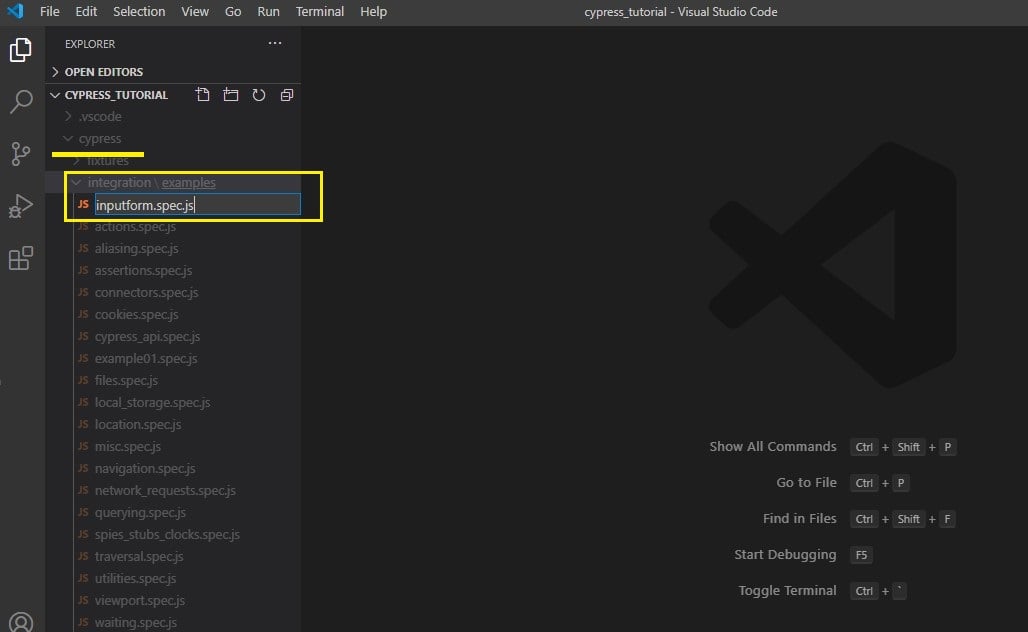 File Edit Selection View Go Run Terminal Help
cypress_tutorial - Visual Studio Code
EXPLORER
OPEN EDITORS
CYPRESS_TUTORIAL
.vscode
cypress
fixtures
integration \ examples
JS inputform.spec.js
JS actions.spec.js
JS aliasing.spec.js
JS assertions.spec.js
JS connectors.spec.js
JS cookies.spec.js
JS cypress_api.spec.js
JS example01.spec.js
JS files.spec.js
JS local_storage.spec.js
JS location.spec.js
JS misc.spec.js
JS navigation.spec.js
JS network_requests.spec.js
JS querying.spec.js
JS spies_stubs_clocks.spec.js
JS traversal.spec.js
JS utilities.spec.js
JS viewport.spec.js
JS waiting.spec.js
Show All Commands Ctrl + Shift + P
Go to File Ctrl + P
Find in Files Ctrl + Shift + F
Start Debugging F5
Toggle Terminal Ctrl + `